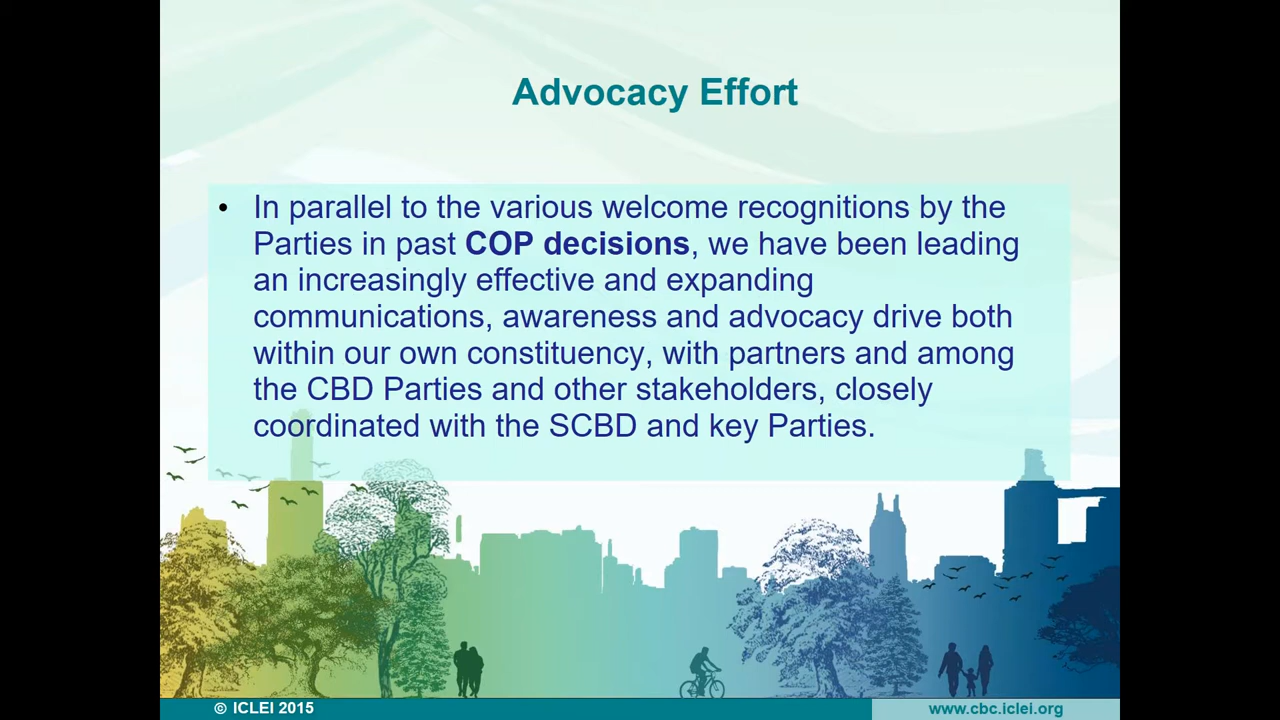 Advocacy Effort
• In parallel to the various welcome recognitions by the
Parties in past COP decisions, we have been leading
an increasingly effective and expanding
communications, awareness and advocacy drive both
within our own constituency, with partners and among
the CBD Parties and other stakeholders, closely
coordinated with the SCBD and key Parties.
© ICLEI 2015
www.cbc.iclei.org